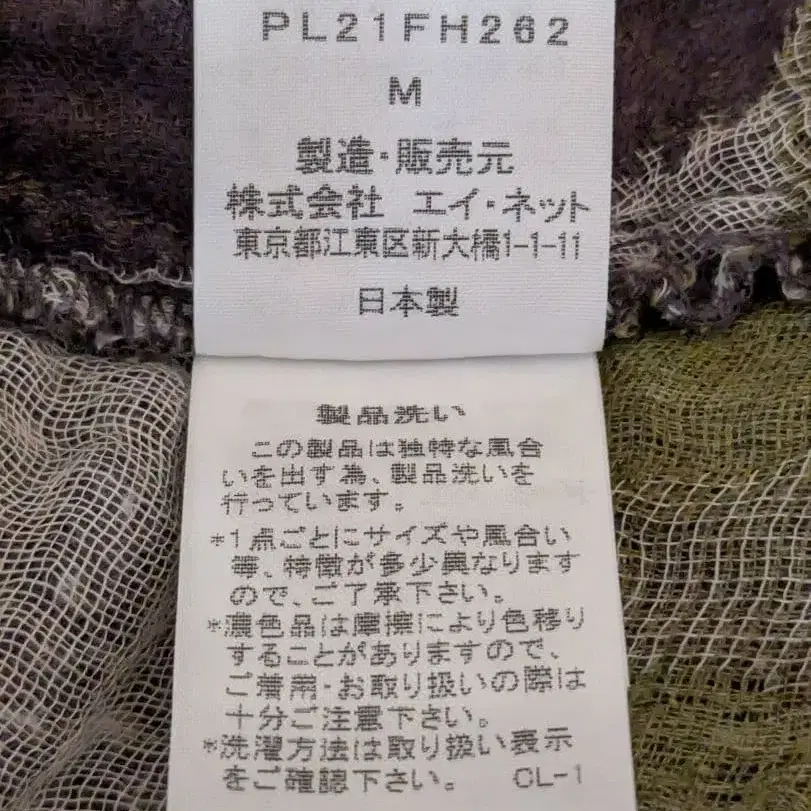 PL21FH262
M
製造・販売元
株式会社 エイ・ネット
東京都江東区新大橋1-1-11
日本製
製品洗い
この製品は独特な風合
いを出す為、製品洗いを
行っています。
*1点ごとにサイズや風合い
等、特徴が多少異なります
ので、ご了承下さい。
*濃色品は摩擦により色移り
することがありますので、
ご着用・お取り扱いの際は
十分ご注意下さい。
*洗濯方法は取り扱い表示
をご確認下さい。 CL-1